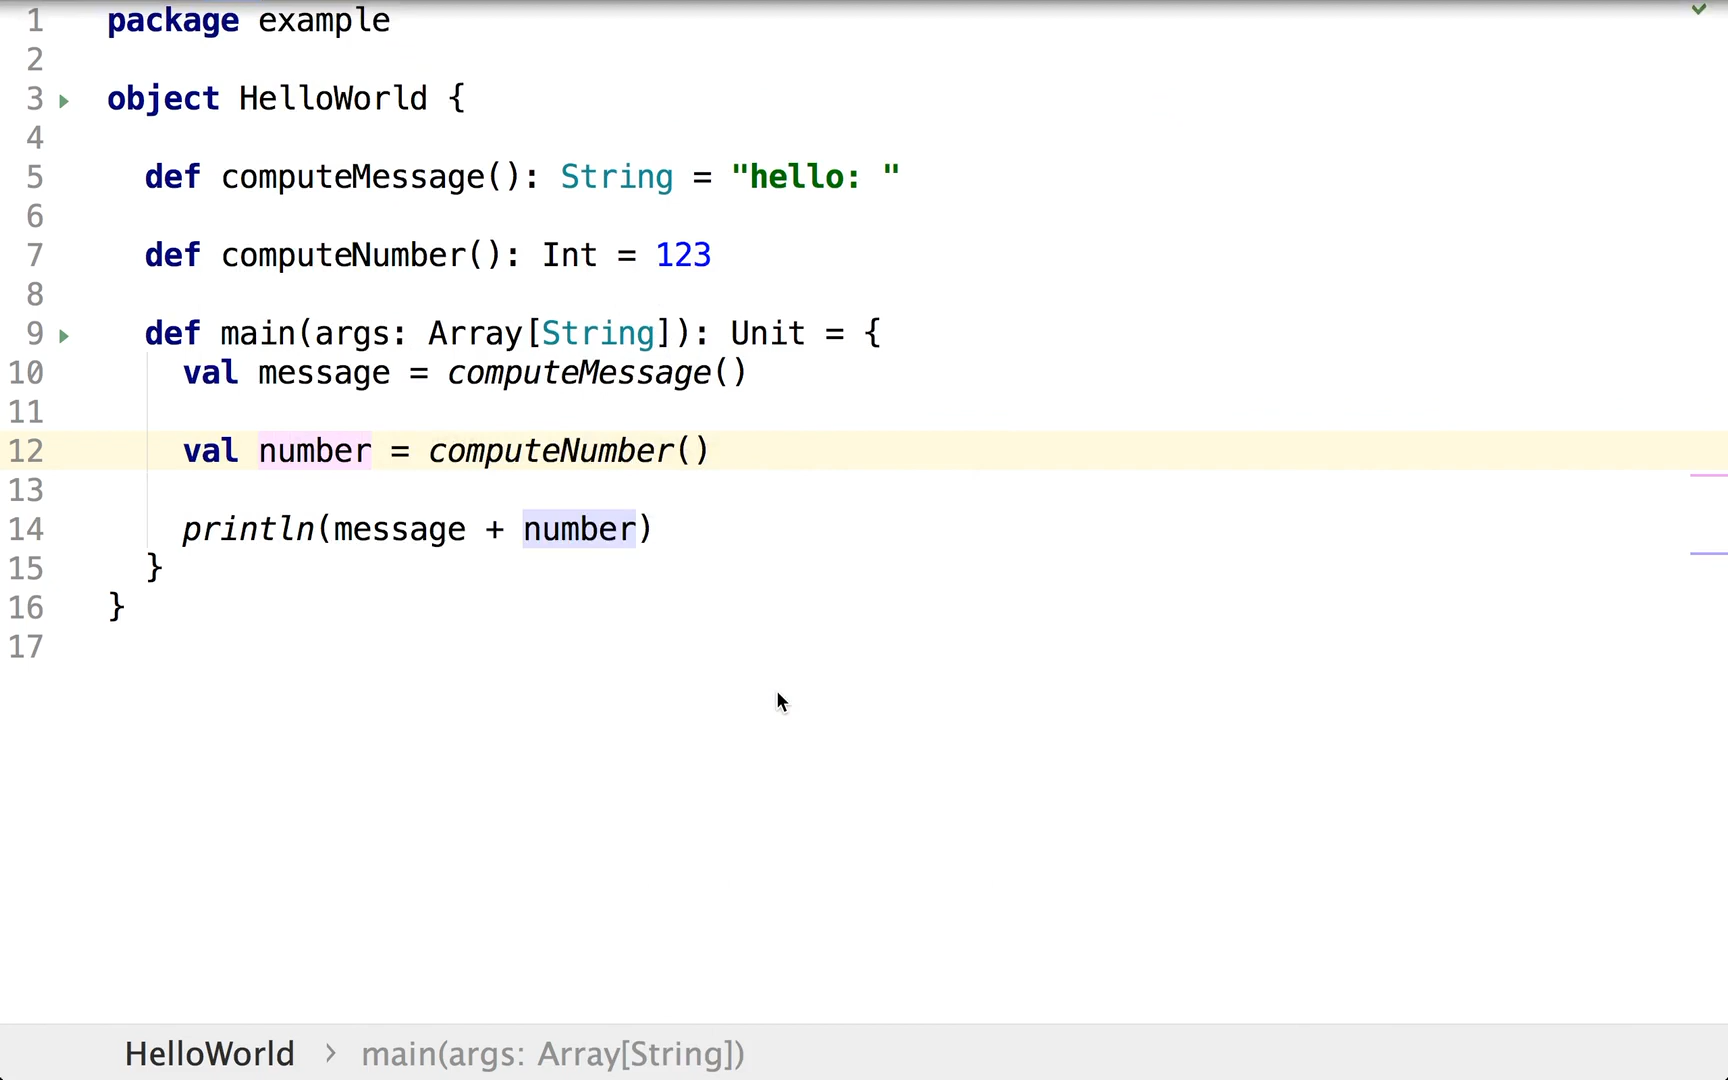 1 package example
2
3 object HelloWorld {
4
5   def computeMessage(): String = "hello: "
6
7   def computeNumber(): Int = 123
8
9   def main(args: Array[String]): Unit = {
10     val message = computeMessage()
11
12     val number = computeNumber()
13
14     println(message + number)
15   }
16 }
17
HelloWorld › main(args: Array[String])